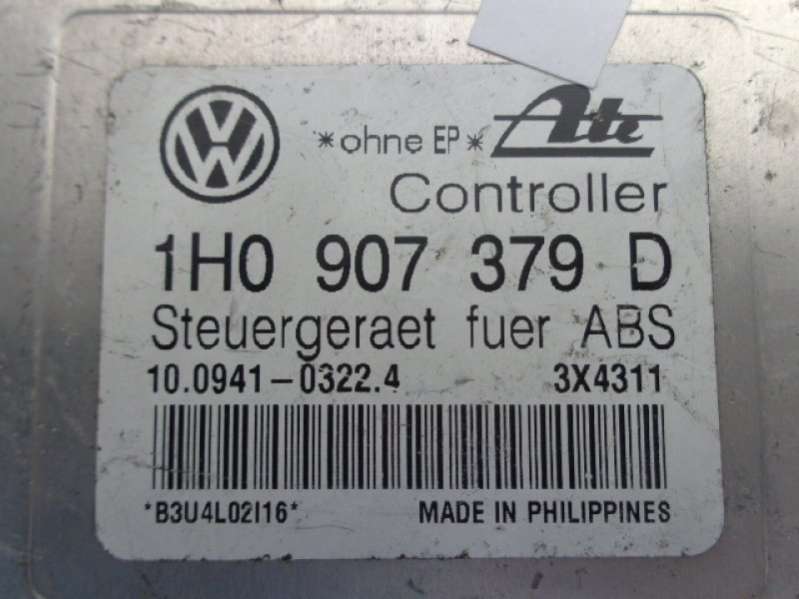 *ohne EP* Ate
Controller
1H0 907 379 D
Steuergeraet fuer ABS
10.0941-0322.4 3X4311
*B3U4L02I16* MADE IN PHILIPPINES